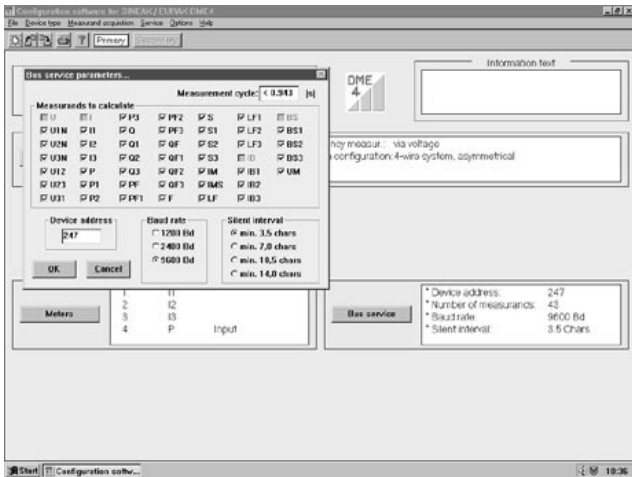 Configuration software for SINEAX / EURAX DME 4
File Device type Measurand acquisition Service Options Help
? Primary Secondary
Bus service parameters...
Measurement cycle: < 0.943 [s]
Measurands to calculate
U I P3 PF2 S LF1 BS
U1N I1 Q PF3 S1 LF2 BS1
U2N I2 Q1 QF S2 LF3 BS2
U3N I3 Q2 QF1 S3 IB BS3
U12 P Q3 QF2 IM IB1 UM
U23 P1 PF QF3 IMS IB2
U31 P2 PF1 F LF IB3
Device address
247
Baud rate
1200 Bd
2400 Bd
9600 Bd
Silent interval
min. 3,5 chars
min. 7,0 chars
min. 10,5 chars
min. 14,0 chars
OK Cancel
DME
4
Information text
ncy measur.: via voltage
configuration: 4-wire system, asymmetrical
Meters
1 I1
2 I2
3 I3
4 P Input
Bus service
* Device address: 247
* Number of measurands: 43
* Baud rate: 9600 Bd
* Silent interval: 3.5 Chars
Start Configuration softw... 10:36